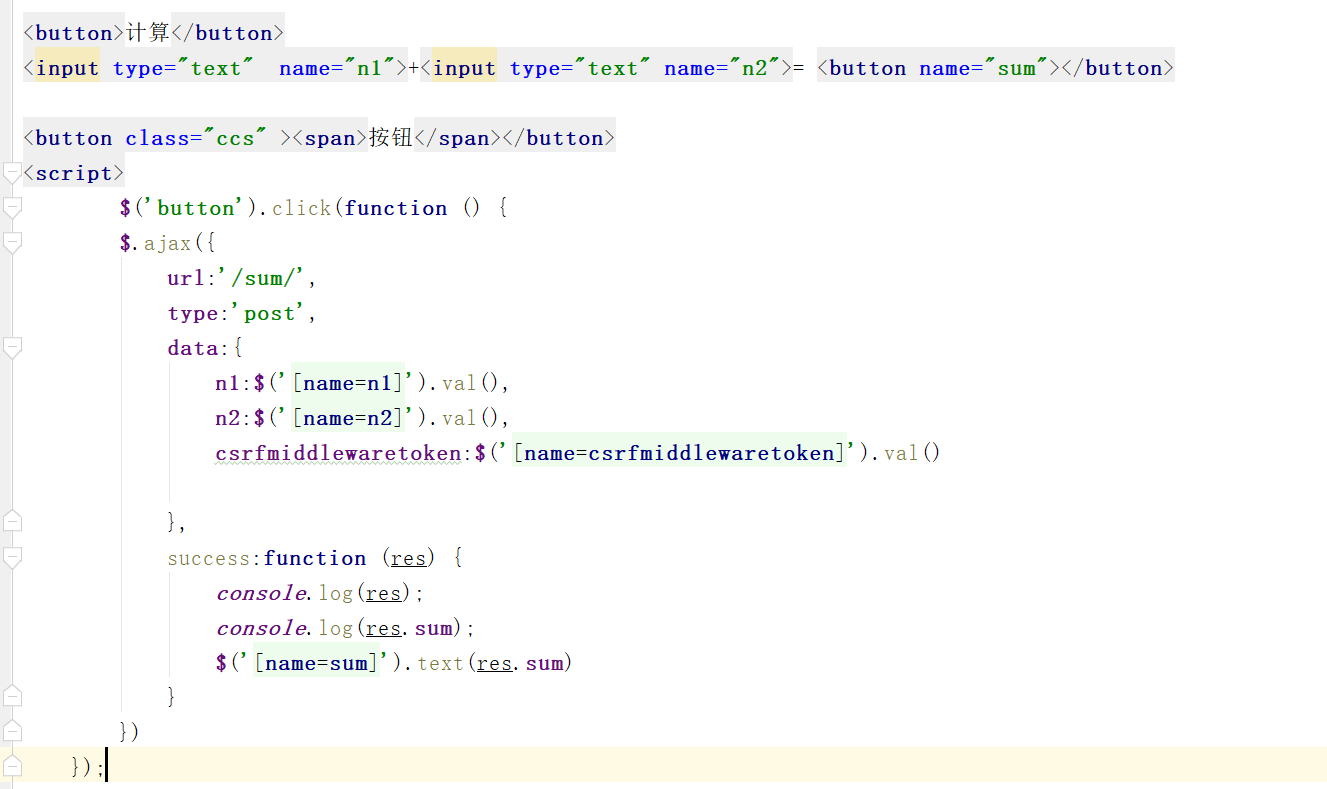 <button>计算</button>
<input type="text"  name="n1">+<input type="text" name="n2">= <button name="sum"></button>
<button class="ccs" ><span>按钮</span></button>
<script>
$('button').click(function () {
$.ajax({
url:'/sum/',
type:'post',
data:{
n1:$('[name=n1]').val(),
n2:$('[name=n2]').val(),
csrfmiddlewaretoken:$('[name=csrfmiddlewaretoken]').val()
},
success:function (res) {
console.log(res);
console.log(res.sum);
$('[name=sum]').text(res.sum)
}
})
});